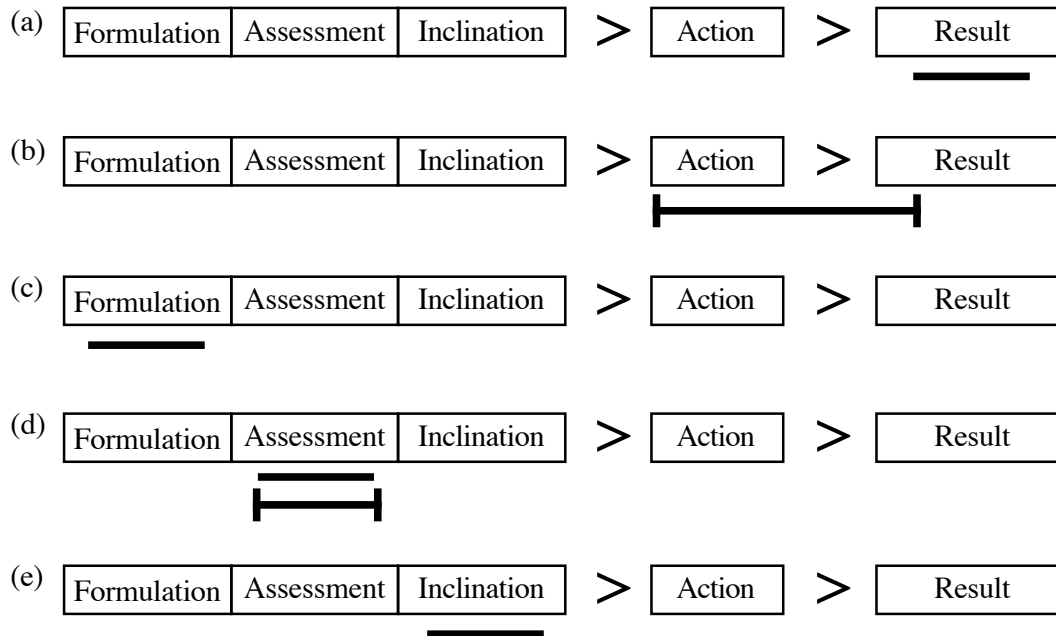 (a) Formulation Assessment Inclination > Action > Result
(b) Formulation Assessment Inclination > Action > Result
(c) Formulation Assessment Inclination > Action > Result
(d) Formulation Assessment Inclination > Action > Result
(e) Formulation Assessment Inclination > Action > Result